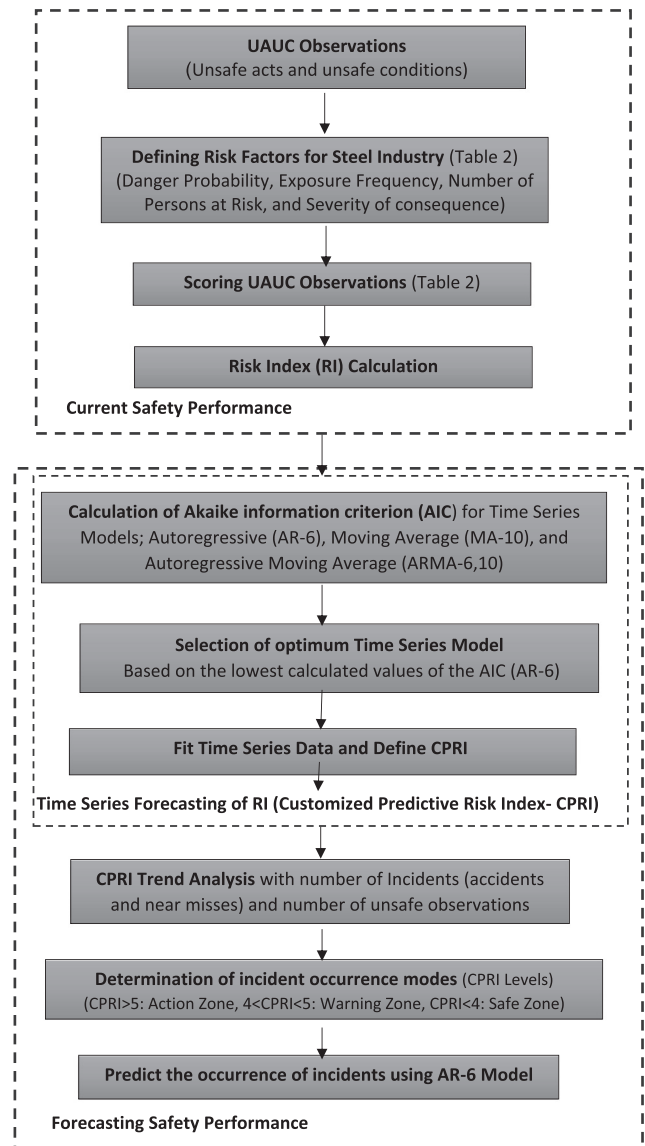 UAUC Observations
(Unsafe acts and unsafe conditions)
Defining Risk Factors for Steel Industry (Table 2)
(Danger Probability, Exposure Frequency, Number of
Persons at Risk, and Severity of consequence)
Scoring UAUC Observations (Table 2)
Risk Index (RI) Calculation
Current Safety Performance
Calculation of Akaike information criterion (AIC) for Time Series
Models; Autoregressive (AR-6), Moving Average (MA-10), and
Autoregressive Moving Average (ARMA-6,10)
Selection of optimum Time Series Model
Based on the lowest calculated values of the AIC (AR-6)
Fit Time Series Data and Define CPRI
Time Series Forecasting of RI (Customized Predictive Risk Index- CPRI)
CPRI Trend Analysis with number of Incidents (accidents
and near misses) and number of unsafe observations
Determination of incident occurrence modes (CPRI Levels)
(CPRI>5: Action Zone, 4<CPRI<5: Warning Zone, CPRI<4: Safe Zone)
Predict the occurrence of incidents using AR-6 Model
Forecasting Safety Performance